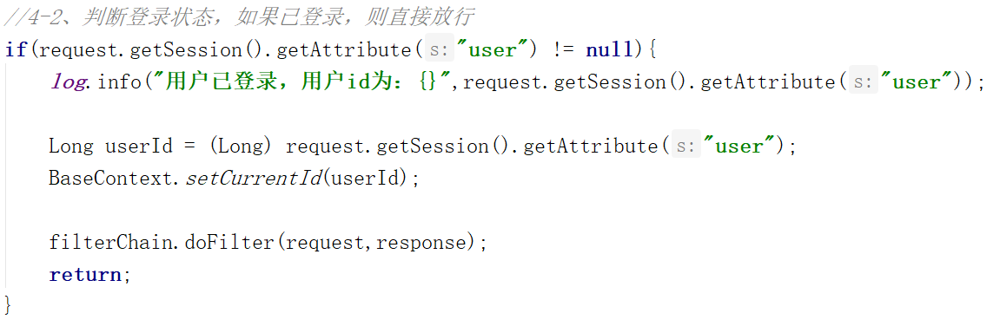 //4-2、判断登录状态，如果已登录，则直接放行
if(request.getSession().getAttribute( s: "user") != null){
    log.info("用户已登录，用户id为：{}",request.getSession().getAttribute( s: "user"));
    Long userId = (Long) request.getSession().getAttribute( s: "user");
    BaseContext.setCurrentId(userId);
    filterChain.doFilter(request,response);
    return;
}